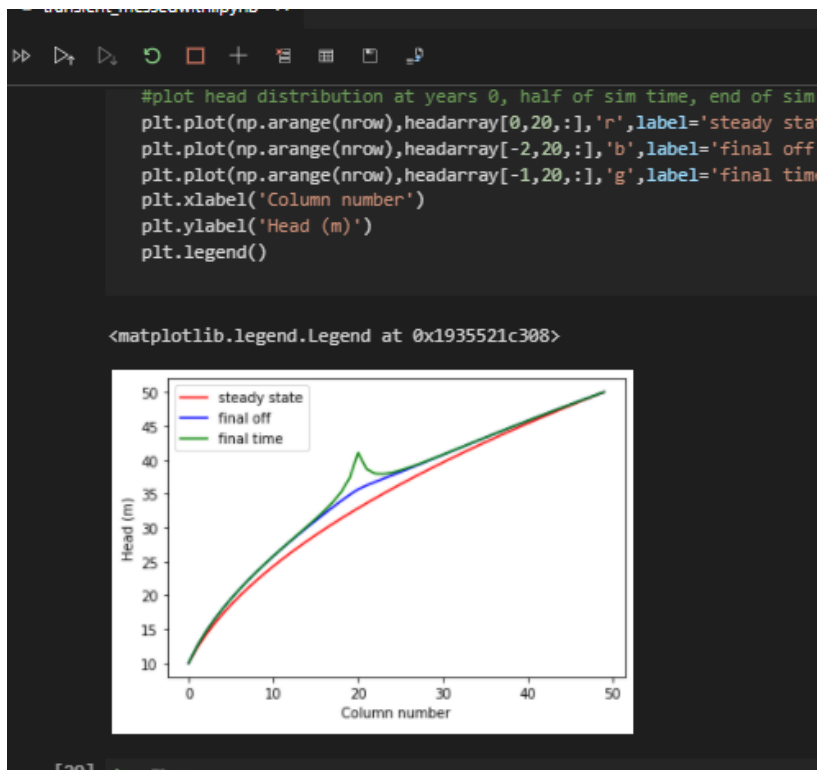 #plot head distribution at years 0, half of sim time, end of sim
plt.plot(np.arange(nrow),headarray[0,20,:],'r',label='steady stat
plt.plot(np.arange(nrow),headarray[-2,20,:],'b',label='final off
plt.plot(np.arange(nrow),headarray[-1,20,:],'g',label='final time
plt.xlabel('Column number')
plt.ylabel('Head (m)')
plt.legend()
<matplotlib.legend.Legend at 0x1935521c308>
steady state
final off
final time
50
45
40
35
30
25
20
15
10
Head (m)
0 10 20 30 40 50
Column number